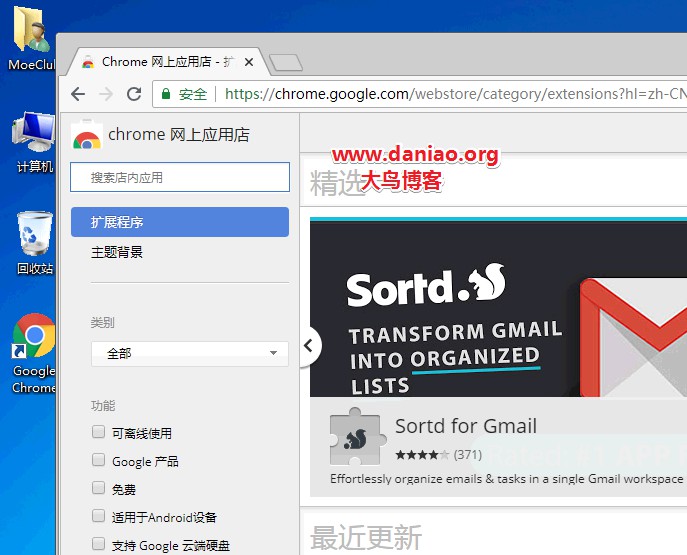 MoeClul
计算机
回收站
Google
Chrome
Chrome 网上应用店 - 扩
安全
https://chrome.google.com/webstore/category/extensions?hl=zh-CN
chrome 网上应用店
搜索店内应用
扩展程序
主题背景
类别
全部
功能
可离线使用
Google 产品
免费
适用于Android设备
支持 Google 云端硬盘
www.daniao.org
大鸟博客
精选
Sortd.
TRANSFORM GMAIL
INTO ORGANIZED
LISTS
Sortd for Gmail
(371)
Effortlessly organize emails & tasks in a single Gmail workspace
最近更新